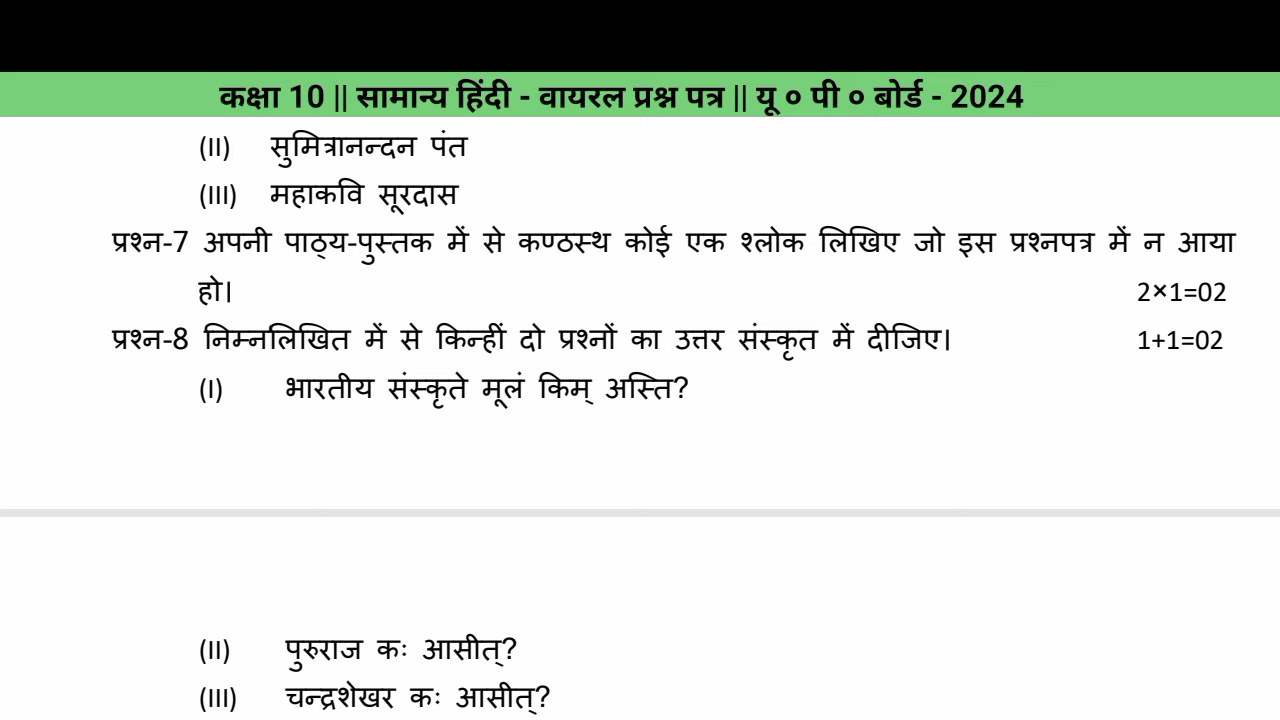 कक्षा 10 || सामान्य हिंदी - वायरल प्रश्न पत्र || यू ० पी ० बोर्ड - 2024
(II) सुमित्रानन्दन पंत
(III) महाकवि सूरदास
प्रश्न-7 अपनी पाठ्य-पुस्तक में से कण्ठस्थ कोई एक श्लोक लिखिए जो इस प्रश्नपत्र में न आया
हो। 2×1=02
प्रश्न-8 निम्नलिखित में से किन्हीं दो प्रश्नों का उत्तर संस्कृत में दीजिए। 1+1=02
(I) भारतीय संस्कृते मूलं किम् अस्ति?
(II) पुरुराज कः आसीत्?
(III) चन्द्रशेखर कः आसीत्?